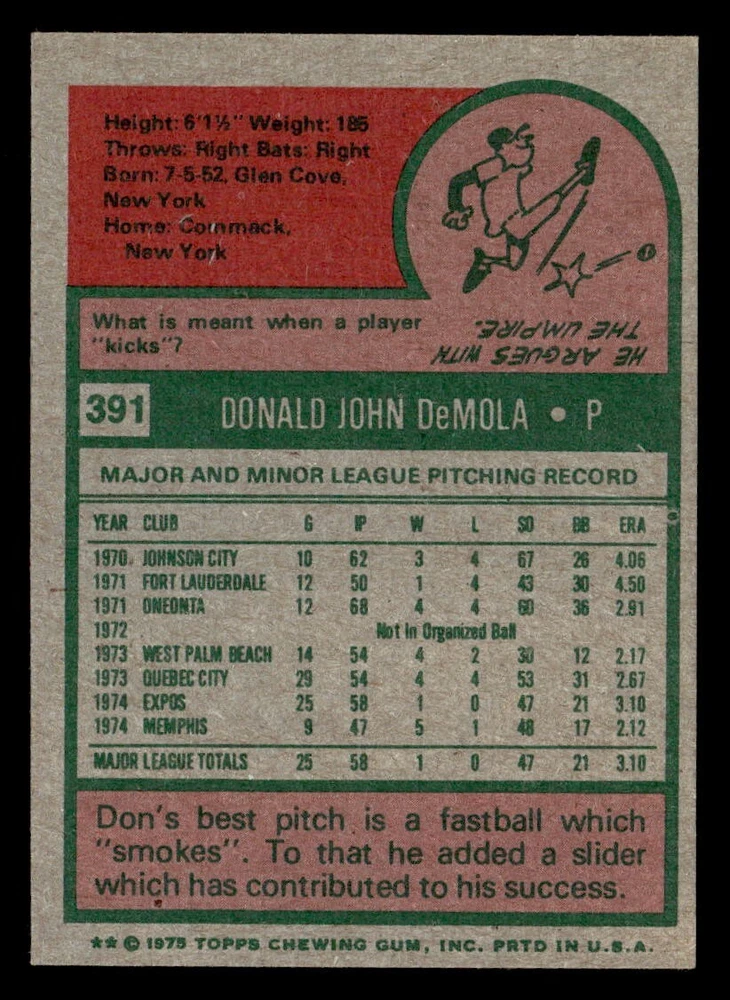 Height: 6'1½" Weight: 185
Throws: Right Bats: Right
Born: 7-5-52, Glen Cove,
New York
Home: Commack,
New York
What is meant when a player
"kicks"?
HE ARGUES WITH
THE UMPIRE.
391 DONALD JOHN DeMOLA • P
MAJOR AND MINOR LEAGUE PITCHING RECORD
YEAR CLUB G IP W L SO BB ERA
1970 JOHNSON CITY 10 62 3 4 67 26 4.06
1971 FORT LAUDERDALE 12 50 1 4 43 30 4.50
1971 ONEONTA 12 68 4 4 60 36 2.91
1972 Not In Organized Ball
1973 WEST PALM BEACH 14 54 4 2 30 12 2.17
1973 QUEBEC CITY 29 54 4 4 53 31 2.67
1974 EXPOS 25 58 1 0 47 21 3.10
1974 MEMPHIS 9 47 5 1 48 17 2.12
MAJOR LEAGUE TOTALS 25 58 1 0 47 21 3.10
Don's best pitch is a fastball which
"smokes". To that he added a slider
which has contributed to his success.
** © 1975 TOPPS CHEWING GUM, INC. PRTD IN U.S.A.